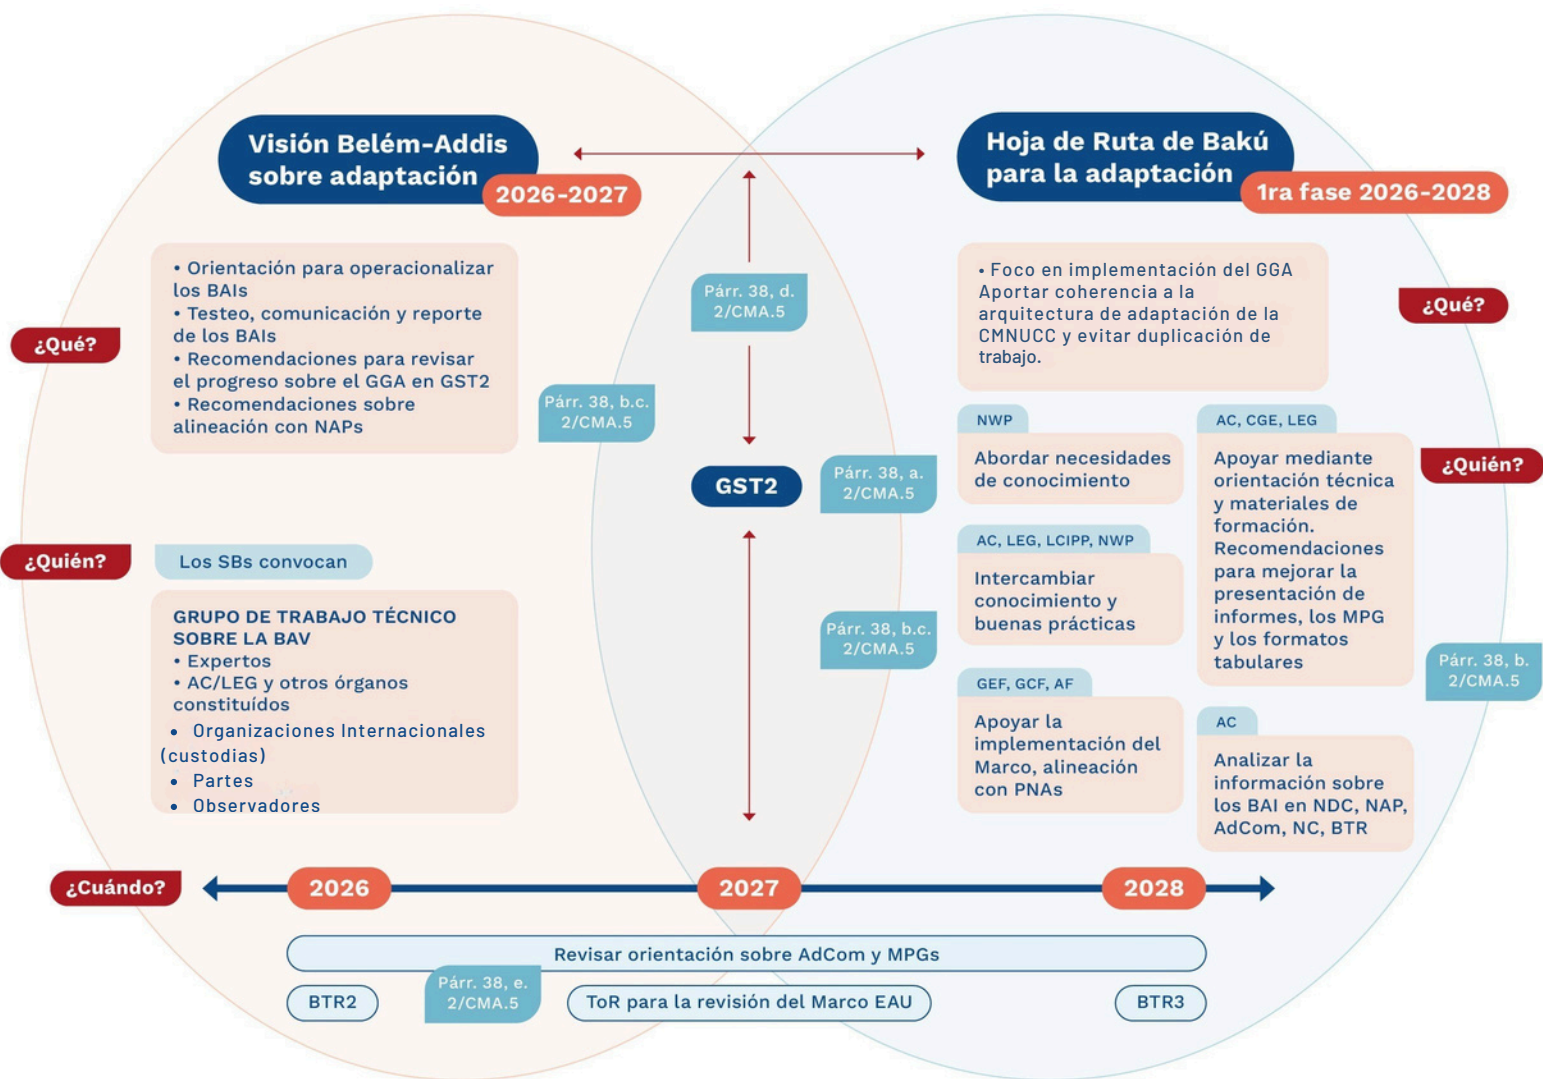 Visión Belém-Addis
sobre adaptación
2026-2027
Hoja de Ruta de Bakú
para la adaptación
1ra fase 2026-2028
¿Qué?
• Orientación para operacionalizar
los BAIs
• Testeo, comunicación y reporte
de los BAIs
• Recomendaciones para revisar
el progreso sobre el GGA en GST2
• Recomendaciones sobre
alineación con NAPs
Párr. 38, b.c.
2/CMA.5
¿Quién?
Los SBs convocan
GRUPO DE TRABAJO TÉCNICO
SOBRE LA BAV
• Expertos
• AC/LEG y otros órganos
constituídos
• Organizaciones Internacionales
(custodias)
• Partes
• Observadores
Párr. 38, d.
2/CMA.5
GST2
Párr. 38, a.
2/CMA.5
Párr. 38, b.c.
2/CMA.5
• Foco en implementación del GGA
Aportar coherencia a la
arquitectura de adaptación de la
CMNUCC y evitar duplicación de
trabajo.
¿Qué?
NWP
Abordar necesidades
de conocimiento
AC, LEG, LCIPP, NWP
Intercambiar
conocimiento y
buenas prácticas
GEF, GCF, AF
Apoyar la
implementación del
Marco, alineación
con PNAs
AC, CGE, LEG
Apoyar mediante
orientación técnica
y materiales de
formación.
Recomendaciones
para mejorar la
presentación de
informes, los MPG
y los formatos
tabulares
¿Quién?
Párr. 38, b.
2/CMA.5
AC
Analizar la
información sobre
los BAI en NDC, NAP,
AdCom, NC, BTR
¿Cuándo?
2026
2027
2028
Revisar orientación sobre AdCom y MPGs
BTR2
Párr. 38, e.
2/CMA.5
ToR para la revisión del Marco EAU
BTR3